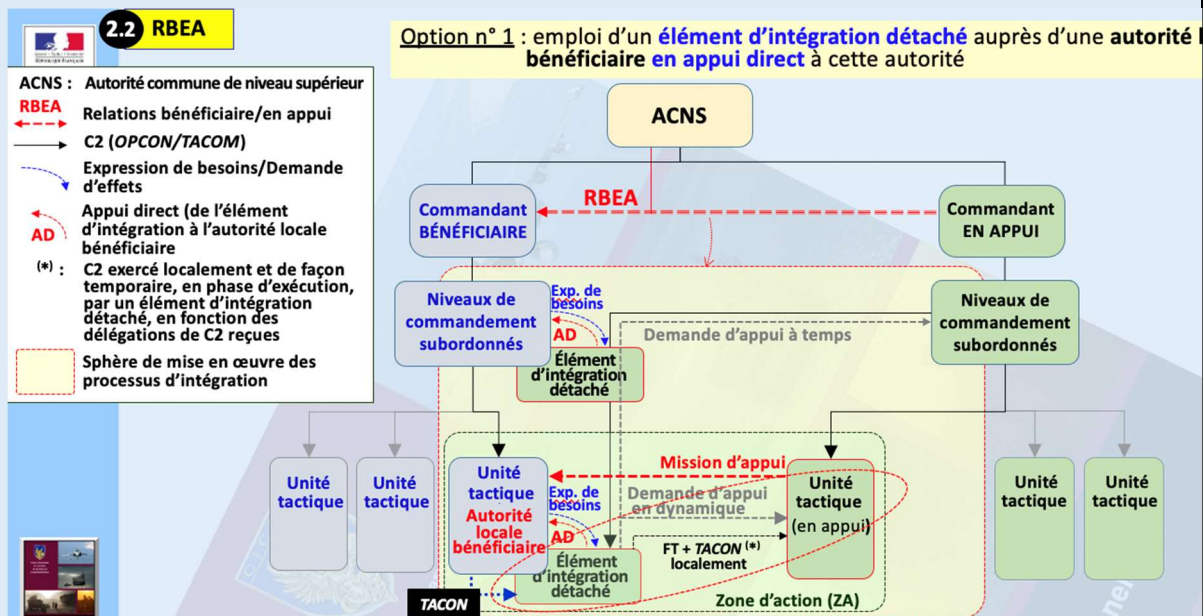 2.2 RBEA
RÉPUBLIQUE FRANÇAISE
Option n° 1 : emploi d'un élément d'intégration détaché auprès d'une autorité
bénéficiaire en appui direct à cette autorité
ACNS : Autorité commune de niveau supérieur
RBEA
Relations bénéficiaire/en appui
C2 (OPCON/TACOM)
Expression de besoins/Demande
d'effets
Appui direct (de l'élément
d'intégration à l'autorité locale
bénéficiaire
AD
(*) : C2 exercé localement et de façon
temporaire, en phase d'exécution,
par un élément d'intégration
détaché, en fonction des
délégations de C2 reçues
Sphère de mise en œuvre des
processus d'intégration
ACNS
RBEA
Commandant
BÉNÉFICIAIRE
Commandant
EN APPUI
Niveaux de
commandement
subordonnés
Exp. de
besoins
AD
Élément
d'intégration
détaché
Demande d'appui à temps
Niveaux de
commandement
subordonnés
Unité
tactique
Unité
tactique
Unité
tactique
Autorité
locale
bénéficiaire
Exp. de
besoins
AD
Élément
d'intégration
détaché
Mission d'appui
Demande d'appui
en dynamique
FT + TACON (*)
localement
Unité
tactique
(en appui)
Unité
tactique
Unité
tactique
TACON
Zone d'action (ZA)